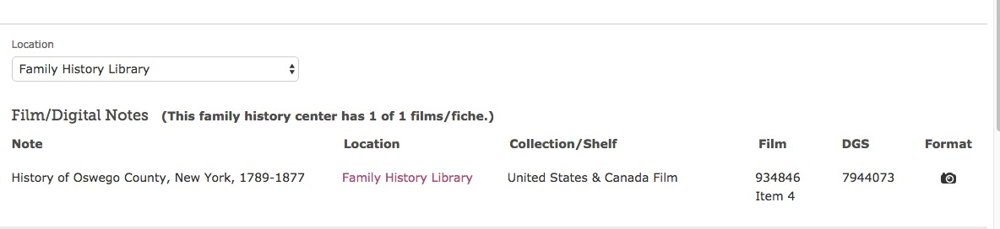 Location
Family History Library
Film/Digital Notes (This family history center has 1 of 1 films/fiche.)
Note Location Collection/Shelf Film DGS Format
History of Oswego County, New York, 1789-1877 Family History Library United States & Canada Film 934846 7944073
Item 4